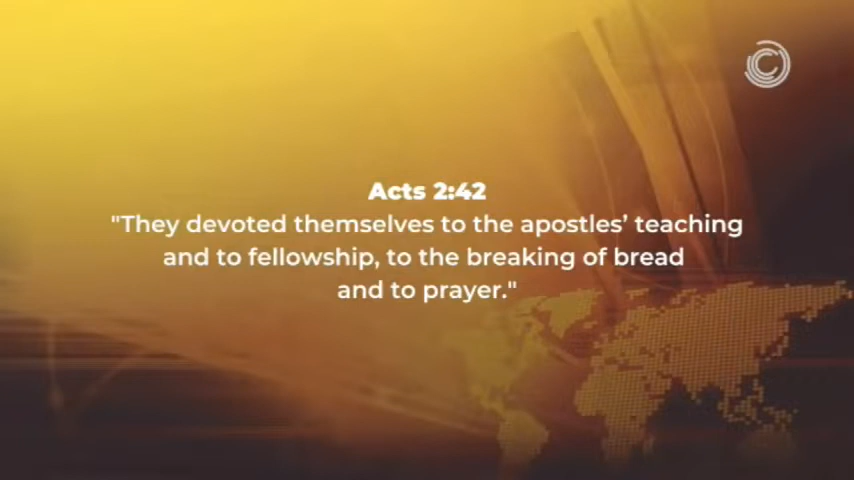 Acts 2:42
"They devoted themselves to the apostles’ teaching
and to fellowship, to the breaking of bread
and to prayer."